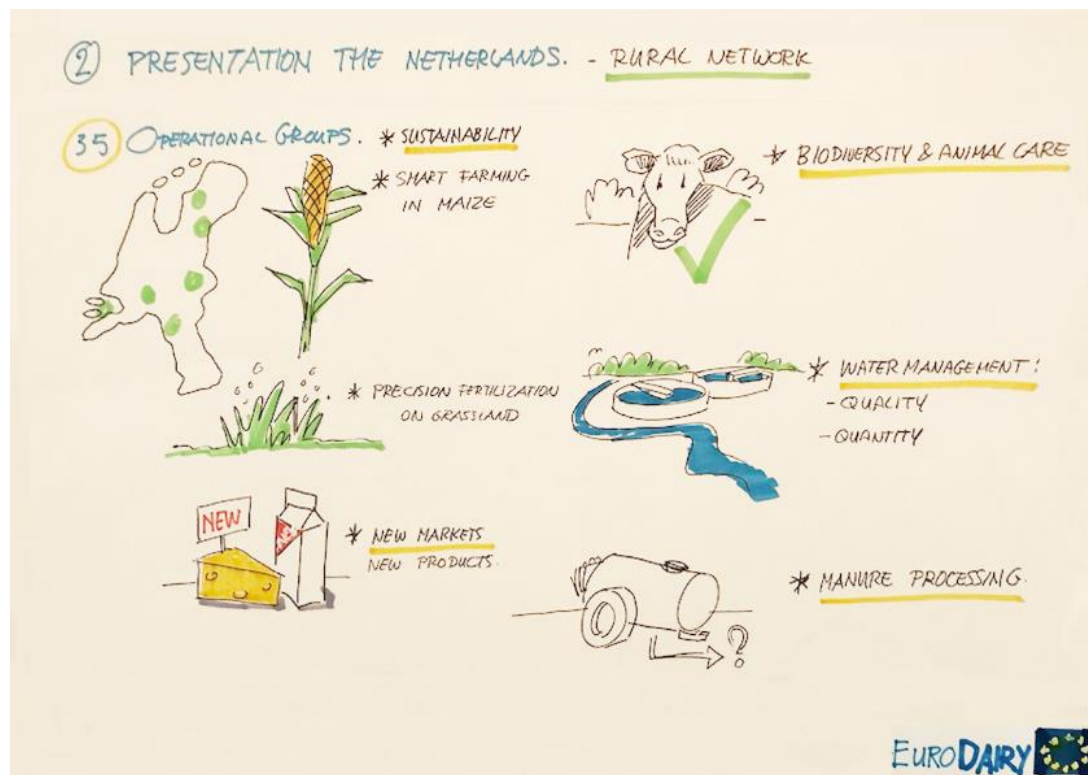 2 PRESENTATION THE NETHERLANDS. - RURAL NETWORK
35 OPERATIONAL GROUPS.
* SUSTAINABILITY
* SMART FARMING
IN MAIZE
* PRECISION FERTILIZATION
ON GRASSLAND
NEW
* NEW MARKETS
NEW PRODUCTS.
* BIODIVERSITY & ANIMAL CARE
* WATER MANAGEMENT:
- QUALITY
- QUANTITY
* MANURE PROCESSING.
?
EURODAIRY